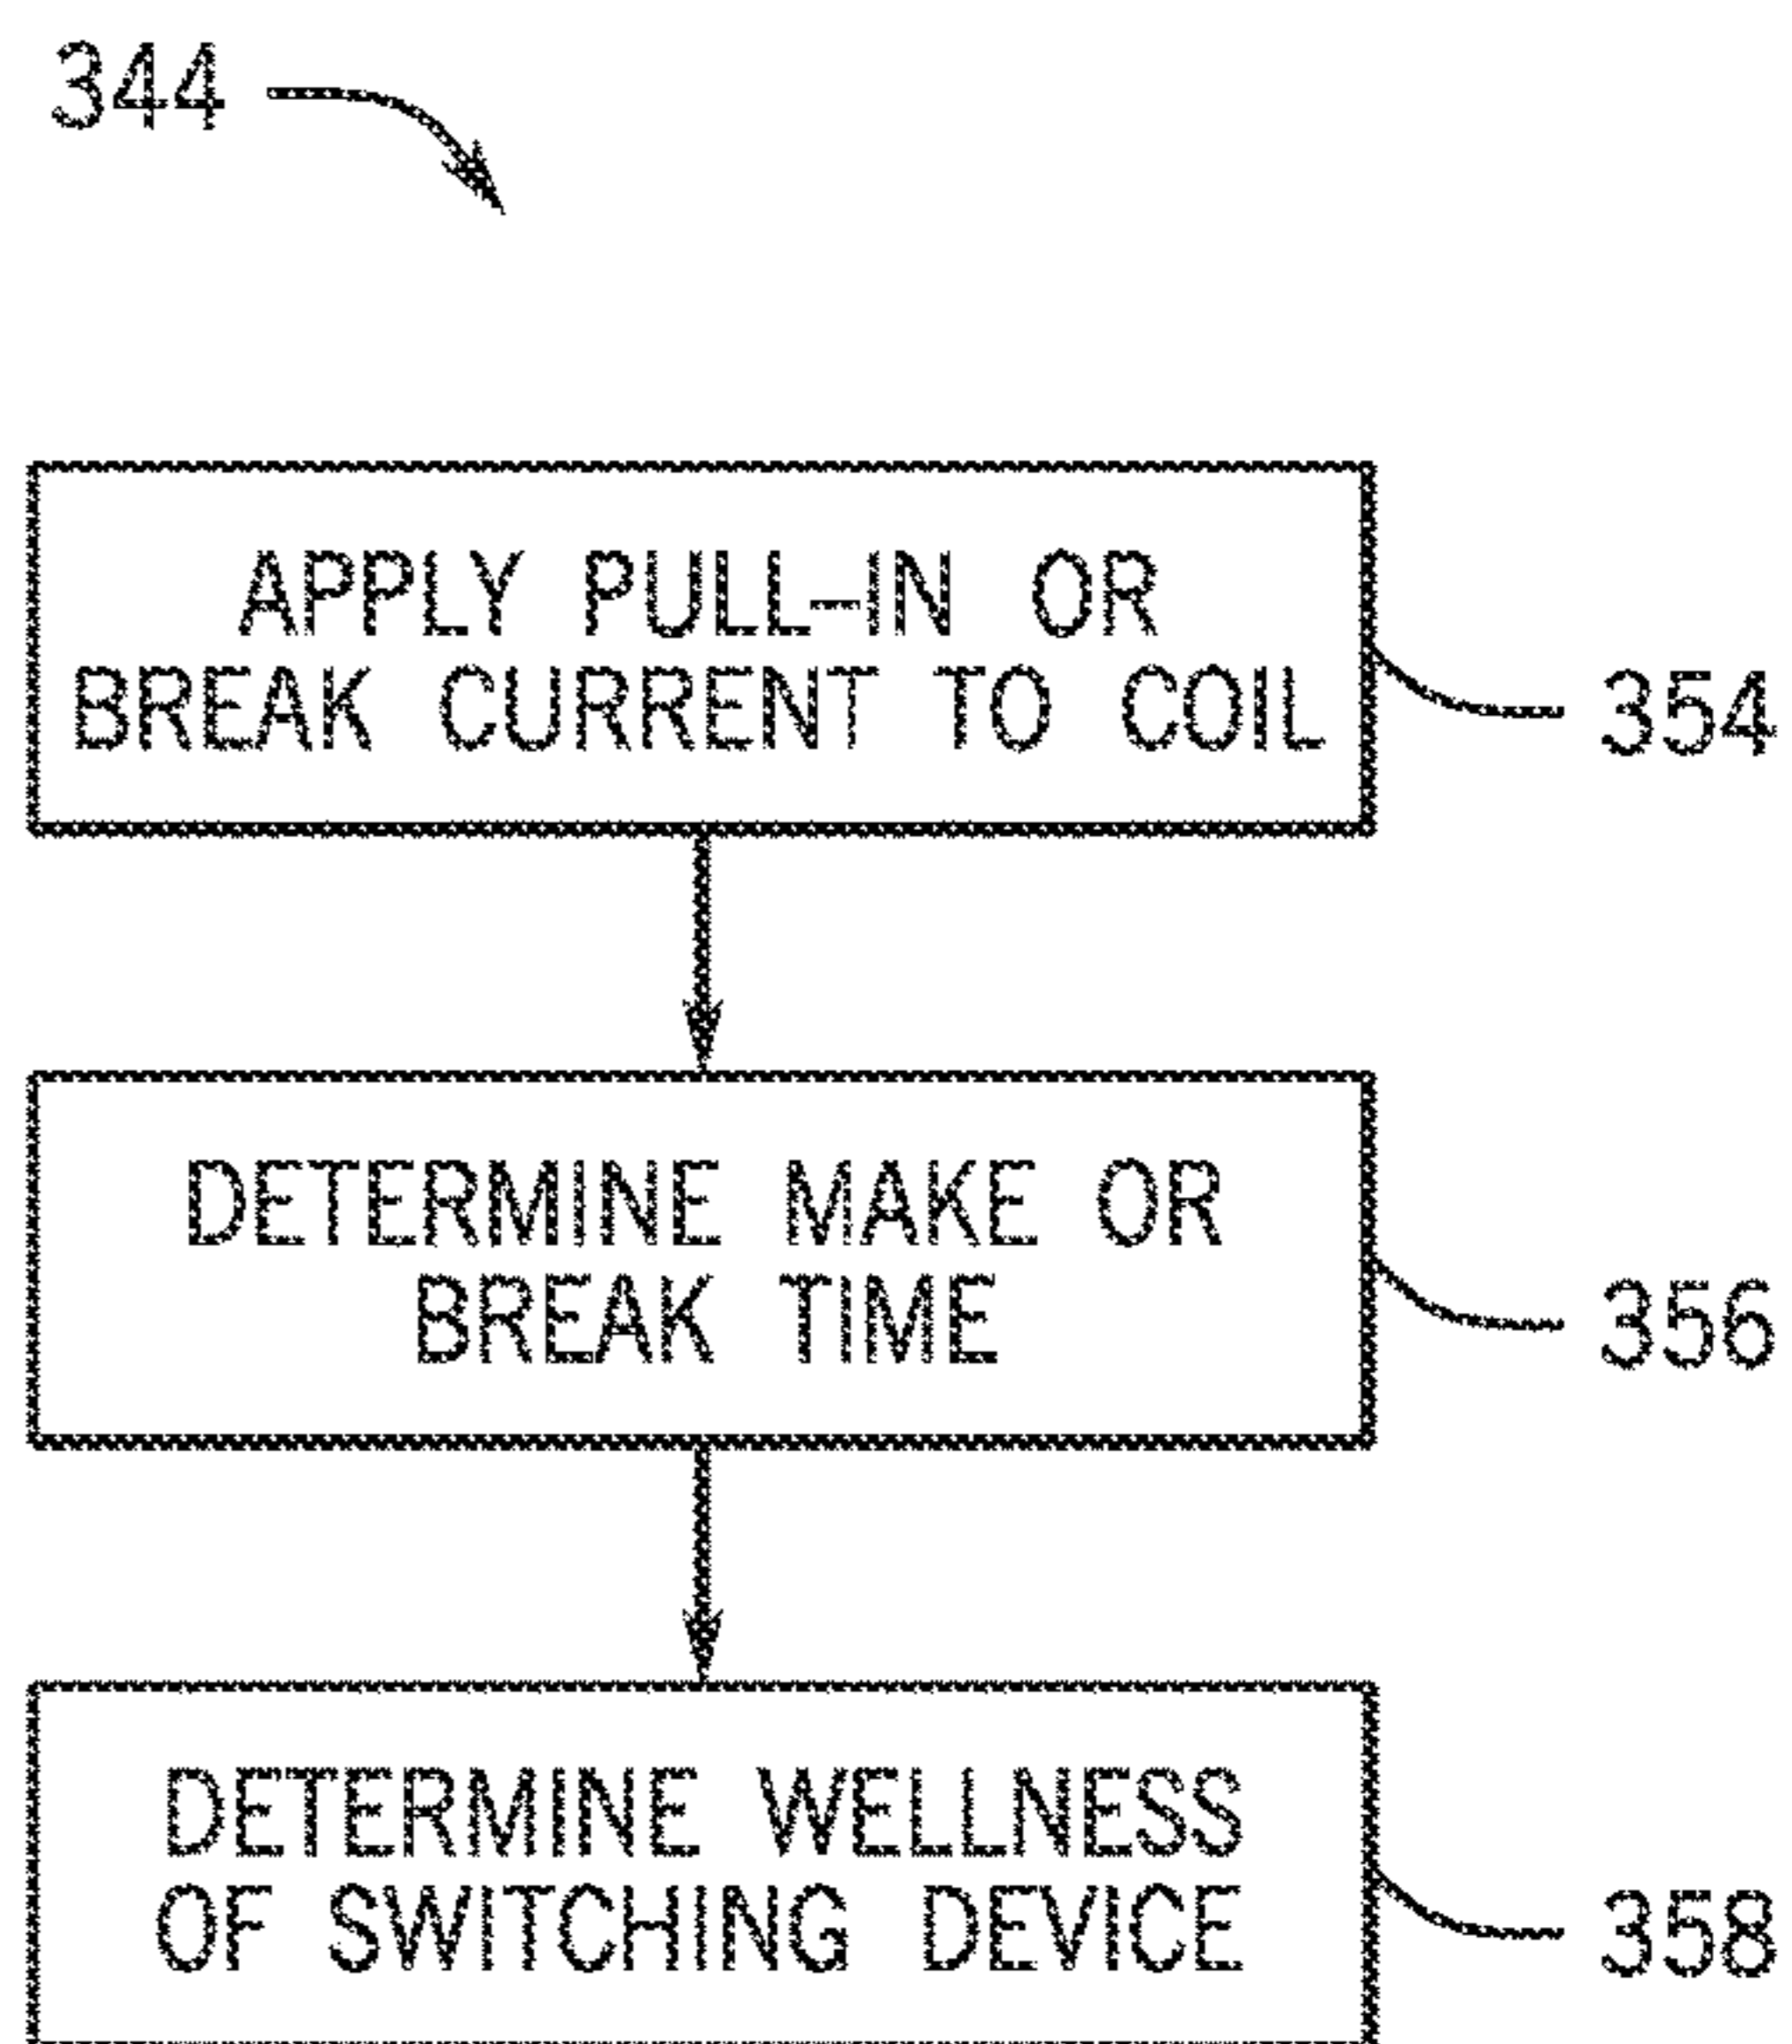 344
APPLY PULL-IN OR
BREAK CURRENT TO COIL
354
DETERMINE MAKE OR
BREAK TIME
356
DETERMINE WELLNESS
OF SWITCHING DEVICE
358